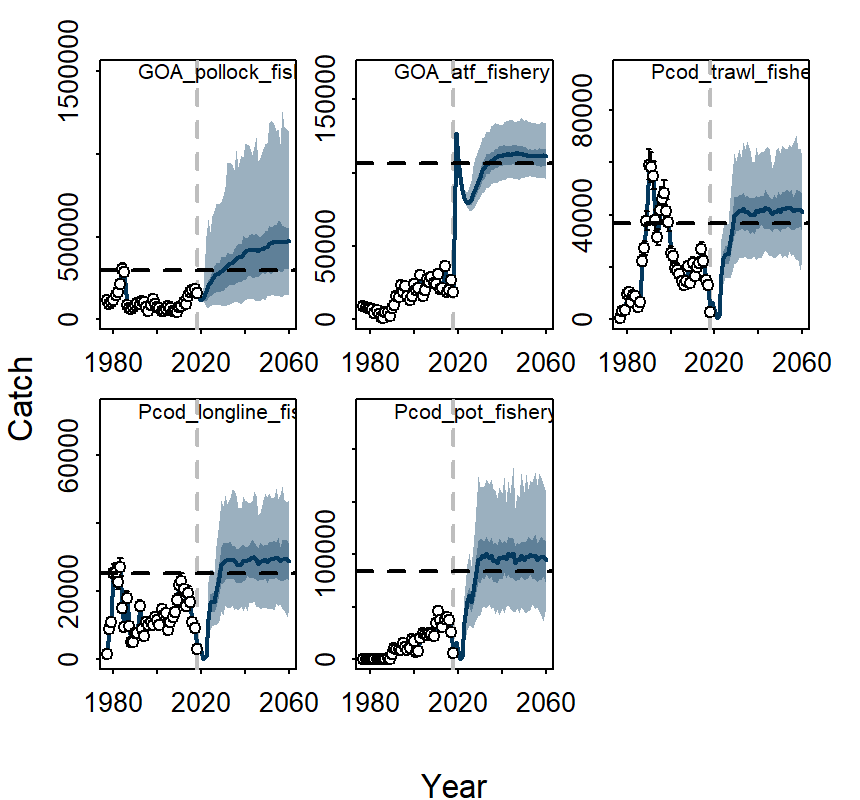 GOA_pollock_fis
GOA_atf_fishery
Pcod_trawl_fishe
1500000
500000
0
150000
50000
0
80000
40000
0
1980 2020 2060
1980 2020 2060
1980 2020 2060
Catch
Pcod_longline_fis
Pcod_pot_fishery
60000
20000
0
100000
0
1980 2020 2060
1980 2020 2060
Year